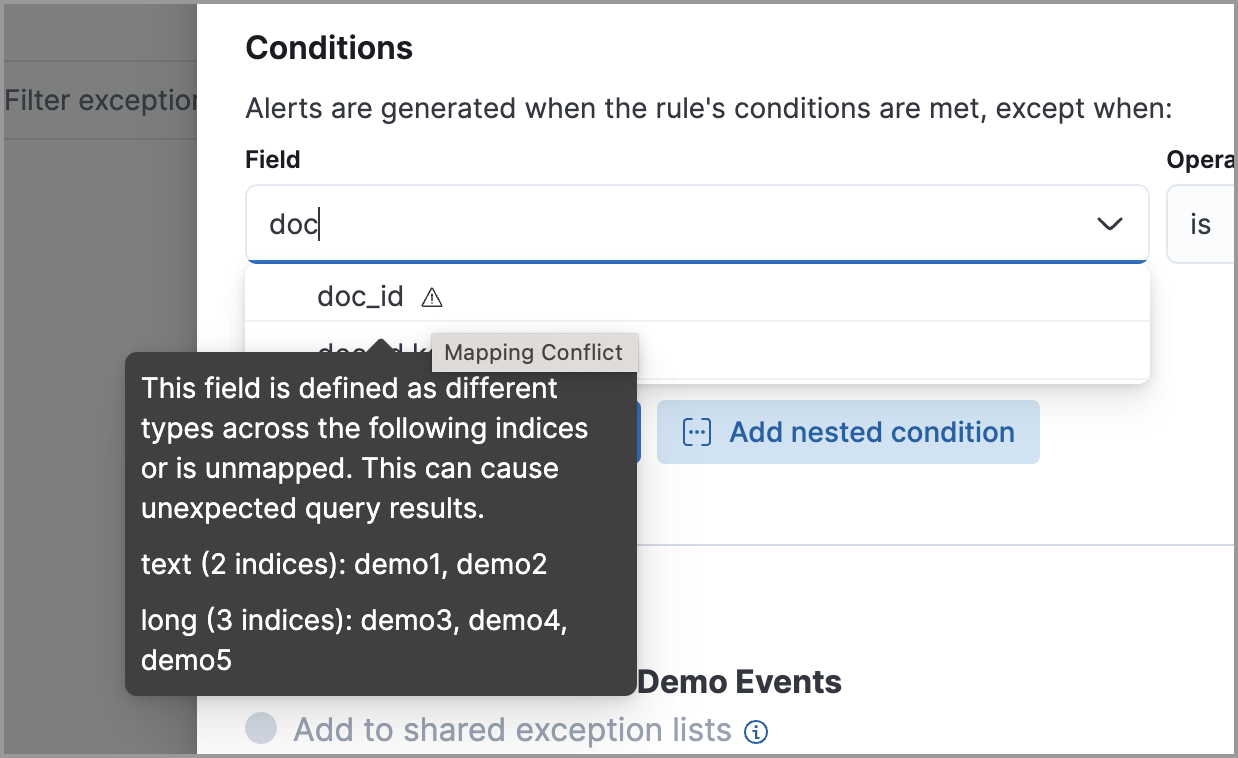 Conditions
Filter exception
Alerts are generated when the rule's conditions are met, except when:
Field
Opera
doc
is
doc_id
Mapping Conflict
This field is defined as different
types across the following indices
or is unmapped. This can cause
unexpected query results.
text (2 indices): demo1, demo2
long (3 indices): demo3, demo4,
demo5
Add nested condition
Demo Events
Add to shared exception lists